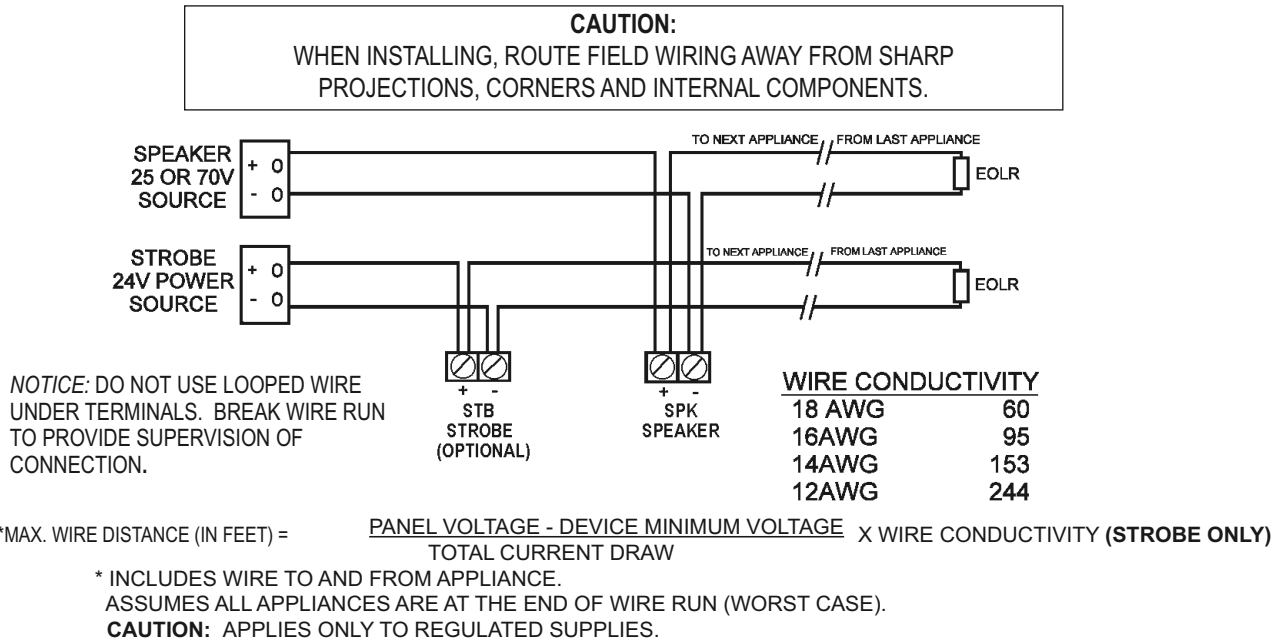 CAUTION:
WHEN INSTALLING, ROUTE FIELD WIRING AWAY FROM SHARP
PROJECTIONS, CORNERS AND INTERNAL COMPONENTS.
SPEAKER
25 OR 70V
SOURCE
+ O
- O
TO NEXT APPLIANCE
FROM LAST APPLIANCE
EOLR
STROBE
24V POWER
SOURCE
+ O
- O
TO NEXT APPLIANCE
FROM LAST APPLIANCE
EOLR
NOTICE: DO NOT USE LOOPED WIRE
UNDER TERMINALS. BREAK WIRE RUN
TO PROVIDE SUPERVISION OF
CONNECTION.
+ -
STB
STROBE
(OPTIONAL)
+ -
SPK
SPEAKER
WIRE CONDUCTIVITY
18 AWG 60
16AWG 95
14AWG 153
12AWG 244
*MAX. WIRE DISTANCE (IN FEET) = PANEL VOLTAGE - DEVICE MINIMUM VOLTAGE X WIRE CONDUCTIVITY (STROBE ONLY)
TOTAL CURRENT DRAW
* INCLUDES WIRE TO AND FROM APPLIANCE.
ASSUMES ALL APPLIANCES ARE AT THE END OF WIRE RUN (WORST CASE).
CAUTION: APPLIES ONLY TO REGULATED SUPPLIES.